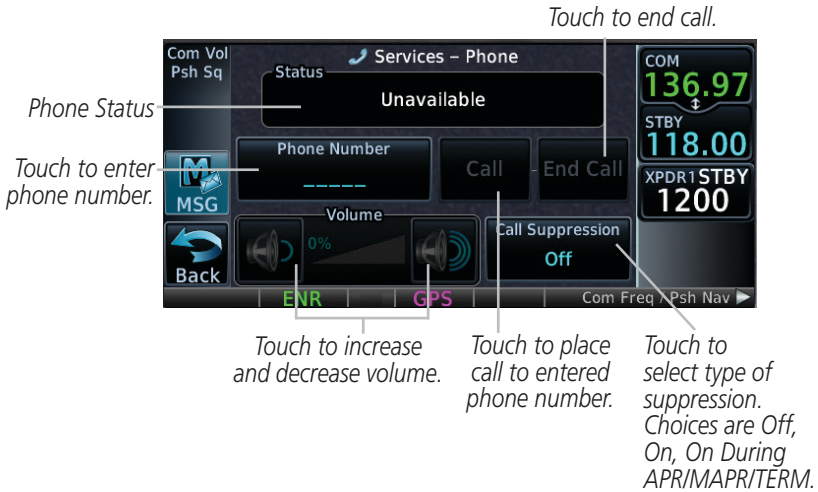 Touch to end call.
Com Vol
Psh Sq
Services – Phone
Status
Unavailable
COM
136.97
STBY
118.00
XPDR1 STBY
1200
Phone Status
Touch to enter
phone number.
MSG
Back
Phone Number
_____
Call
End Call
Volume
0%
Call Suppression
Off
ENR
GPS
Com Freq / Psh Nav
Touch to increase
and decrease volume.
Touch to place
call to entered
phone number.
Touch to
select type of
suppression.
Choices are Off,
On, On During
APR/MAPR/TERM.